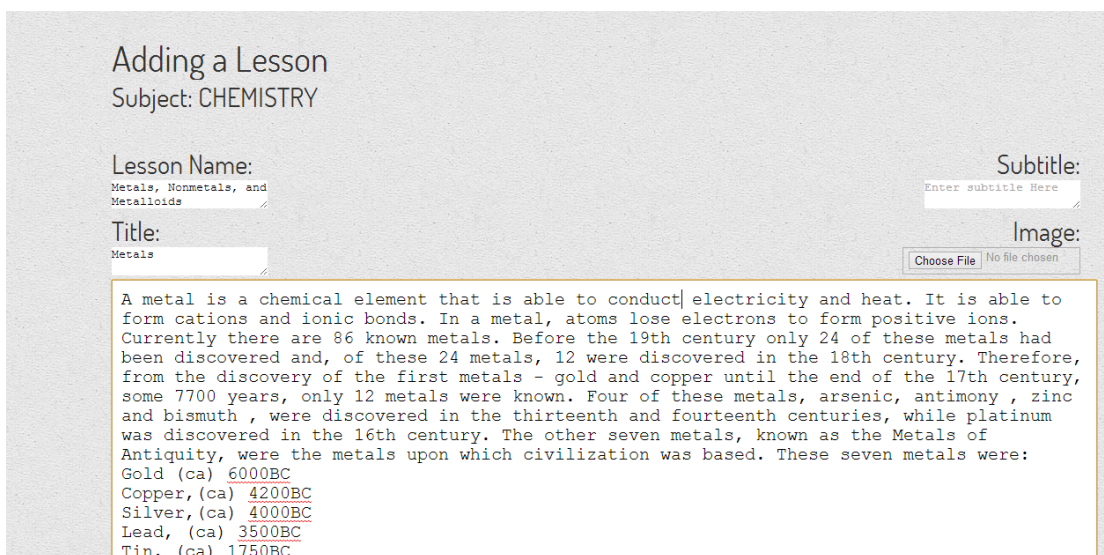 Adding a Lesson
Subject: CHEMISTRY
Lesson Name:
Metals, Nonmetals, and
Metalloids
Subtitle:
Enter subtitle Here
Title:
Metals
Image:
Choose File No file chosen
A metal is a chemical element that is able to conduct electricity and heat. It is able to
form cations and ionic bonds. In a metal, atoms lose electrons to form positive ions.
Currently there are 86 known metals. Before the 19th century only 24 of these metals had
been discovered and, of these 24 metals, 12 were discovered in the 18th century. Therefore,
from the discovery of the first metals - gold and copper until the end of the 17th century,
some 7700 years, only 12 metals were known. Four of these metals, arsenic, antimony , zinc
and bismuth , were discovered in the thirteenth and fourteenth centuries, while platinum
was discovered in the 16th century. The other seven metals, known as the Metals of
Antiquity, were the metals upon which civilization was based. These seven metals were:
Gold (ca) 6000BC
Copper,(ca) 4200BC
Silver,(ca) 4000BC
Lead, (ca) 3500BC
Tin, (ca) 1750BC